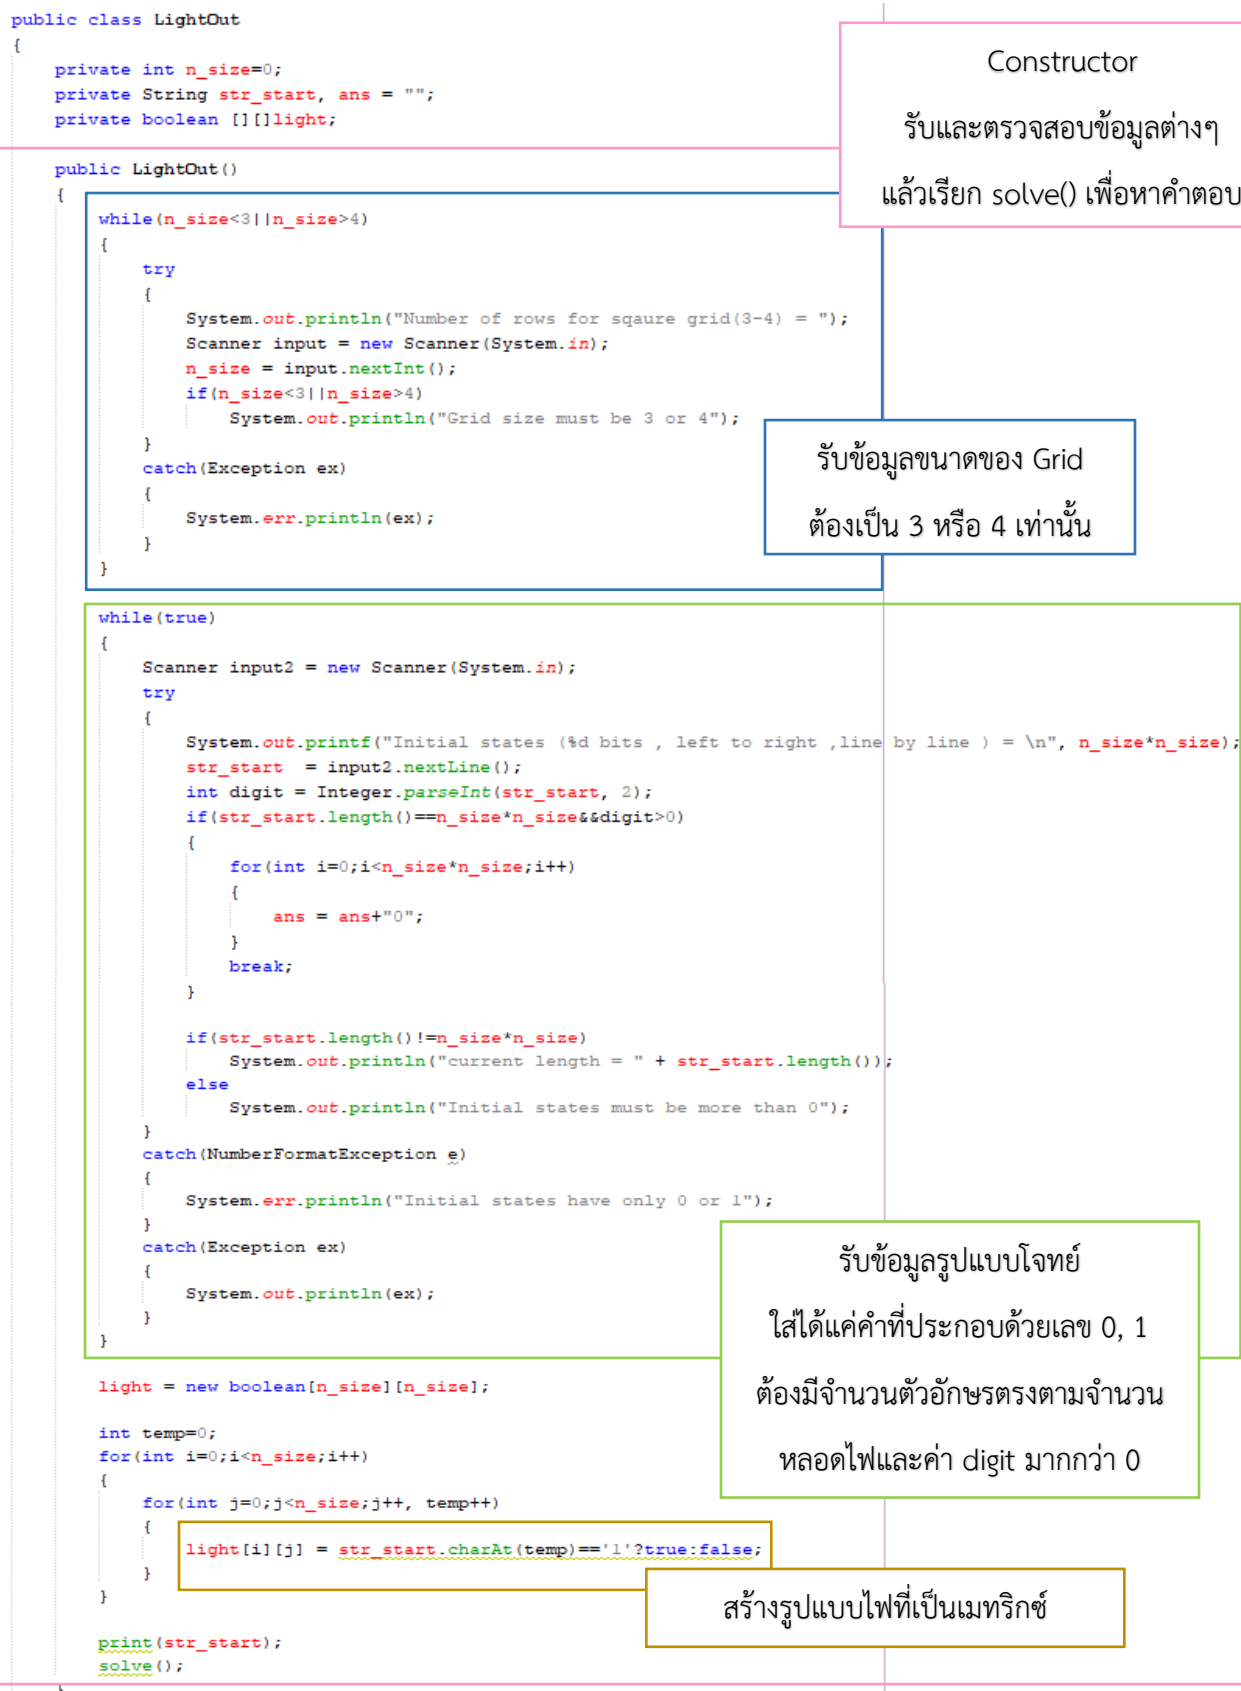 public class LightOut
{
private int n_size=0;
private String str_start, ans = "";
private boolean [][]light;
Constructor
รับและตรวจสอบข้อมูลต่างๆ
แล้วเรียก solve() เพื่อหาคำตอบ
public LightOut()
{
while(n_size<3||n_size>4)
{
try
{
System.out.println("Number of rows for sqaure grid(3-4) = ");
Scanner input = new Scanner(System.in);
n_size = input.nextInt();
if(n_size<3||n_size>4)
System.out.println("Grid size must be 3 or 4");
}
catch(Exception ex)
{
System.err.println(ex);
}
}
รับข้อมูลขนาดของ Grid
ต้องเป็น 3 หรือ 4 เท่านั้น
while(true)
{
Scanner input2 = new Scanner(System.in);
try
{
System.out.printf("Initial states (%d bits , left to right ,line by line ) = \n", n_size*n_size);
str_start  = input2.nextLine();
int digit = Integer.parseInt(str_start, 2);
if(str_start.length()==n_size*n_size&&digit>0)
{
for(int i=0;i<n_size*n_size;i++)
{
ans = ans+"0";
}
break;
}
if(str_start.length()!=n_size*n_size)
System.out.println("current length = " + str_start.length());
else
System.out.println("Initial states must be more than 0");
}
catch(NumberFormatException e)
{
System.err.println("Initial states have only 0 or 1");
}
catch(Exception ex)
{
System.out.println(ex);
}
}
รับข้อมูลรูปแบบโจทย์
ใส่ได้แค่คำที่ประกอบด้วยเลข 0, 1
ต้องมีจำนวนตัวอักษรตรงตามจำนวน
หลอดไฟและค่า digit มากกว่า 0
light = new boolean[n_size][n_size];
int temp=0;
for(int i=0;i<n_size;i++)
{
for(int j=0;j<n_size;j++, temp++)
{
light[i][j] = str_start.charAt(temp)=='1'?true:false;
}
}
สร้างรูปแบบไฟที่เป็นเมทริกซ์
print(str_start);
solve();